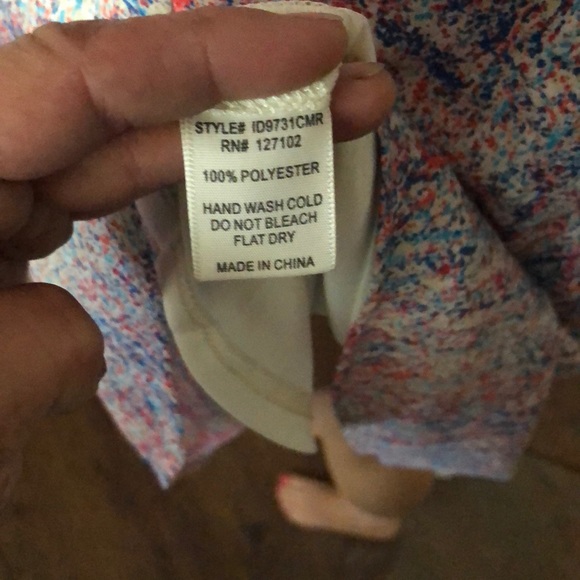 STYLE# ID9731CMR
RN# 127102
100% POLYESTER
HAND WASH COLD
DO NOT BLEACH
FLAT DRY
MADE IN CHINA